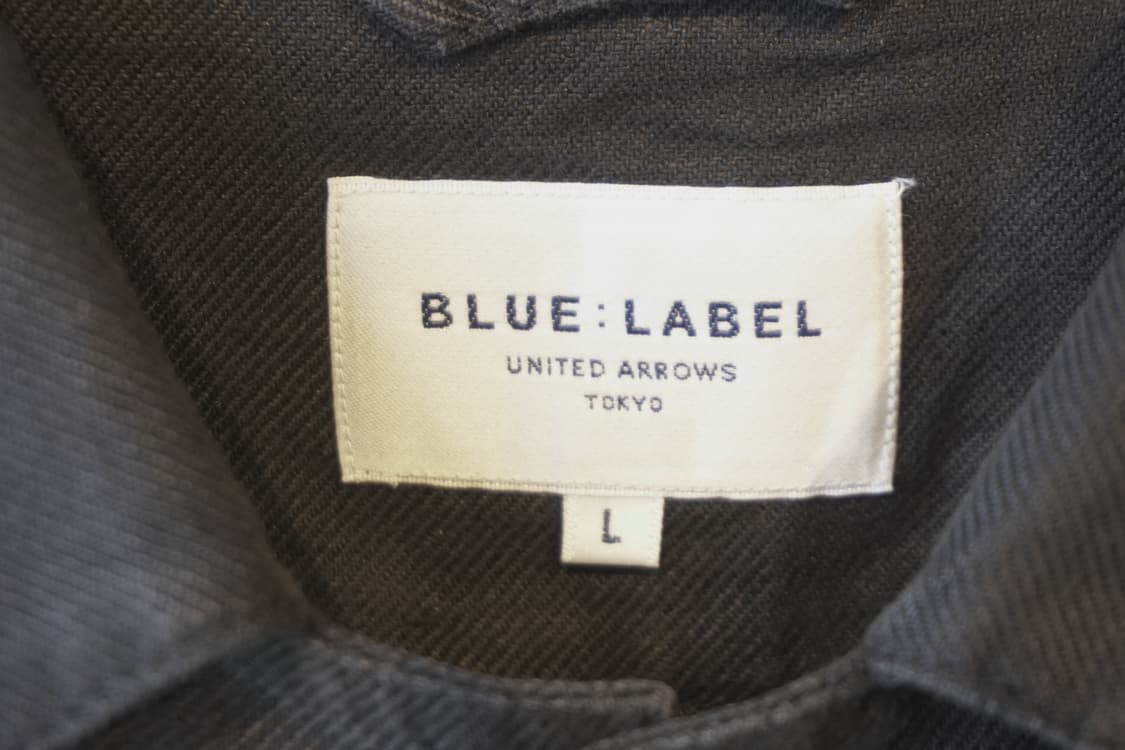 BLUE:LABEL
UNITED ARROWS
TOKYO
L